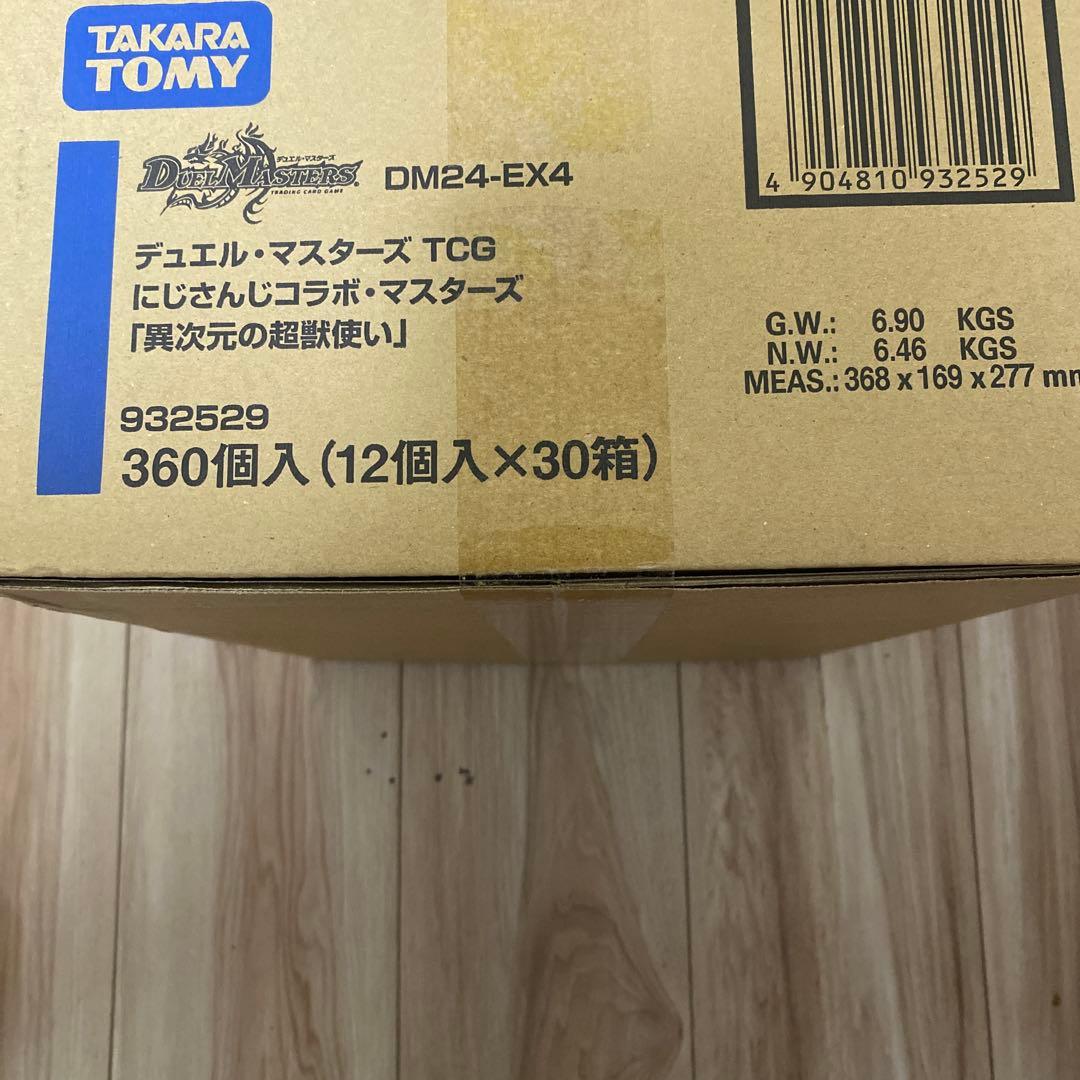 TAKARA
TOMY
デュエル・マスターズ
DUEL MASTERS
TRADING CARD GAME
DM24-EX4
4 904810 932529
デュエル・マスターズ TCG
にじさんじコラボ・マスターズ
「異次元の超獣使い」
G.W.: 6.90 KGS
N.W.: 6.46 KGS
MEAS.: 368 x 169 x 277 mm
932529
360個入(12個入×30箱)